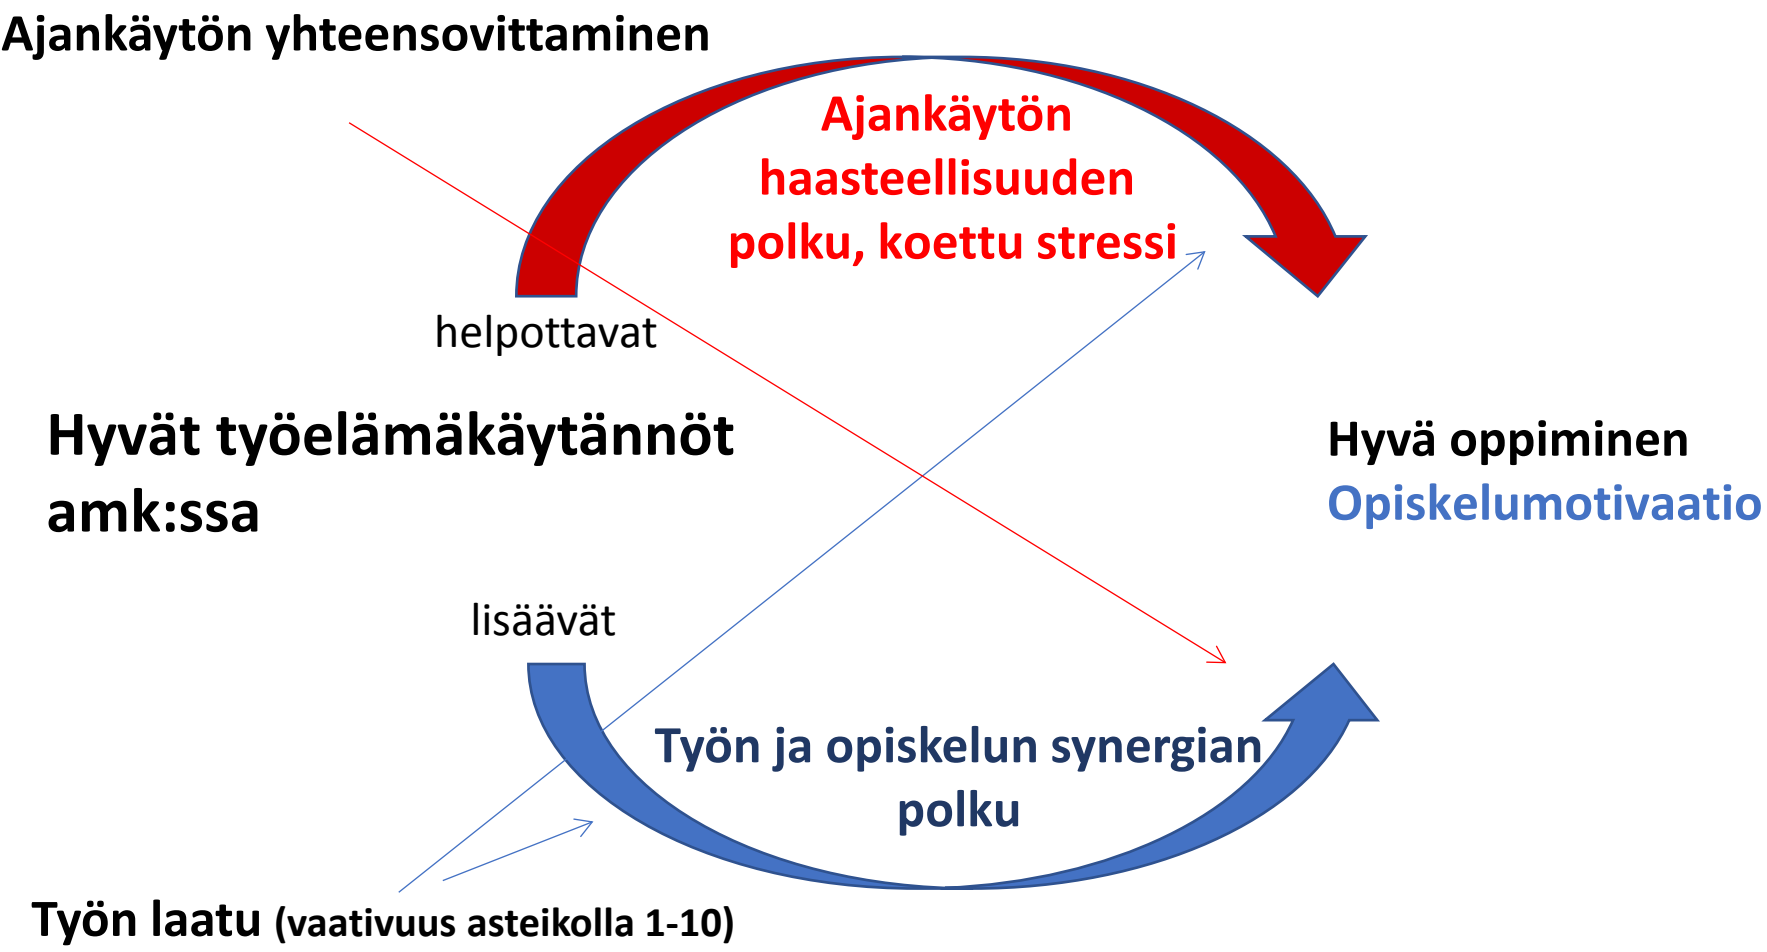 Ajankäytön yhteensovittaminen
Ajankäytön
haasteellisuuden
polku, koettu stressi
helpottavat
Hyvät työelämäkäytännöt
amk:ssa
Hyvä oppiminen
Opiskelumotivaatio
lisäävät
Työn ja opiskelun synergian
polku
Työn laatu (vaativuus asteikolla 1-10)